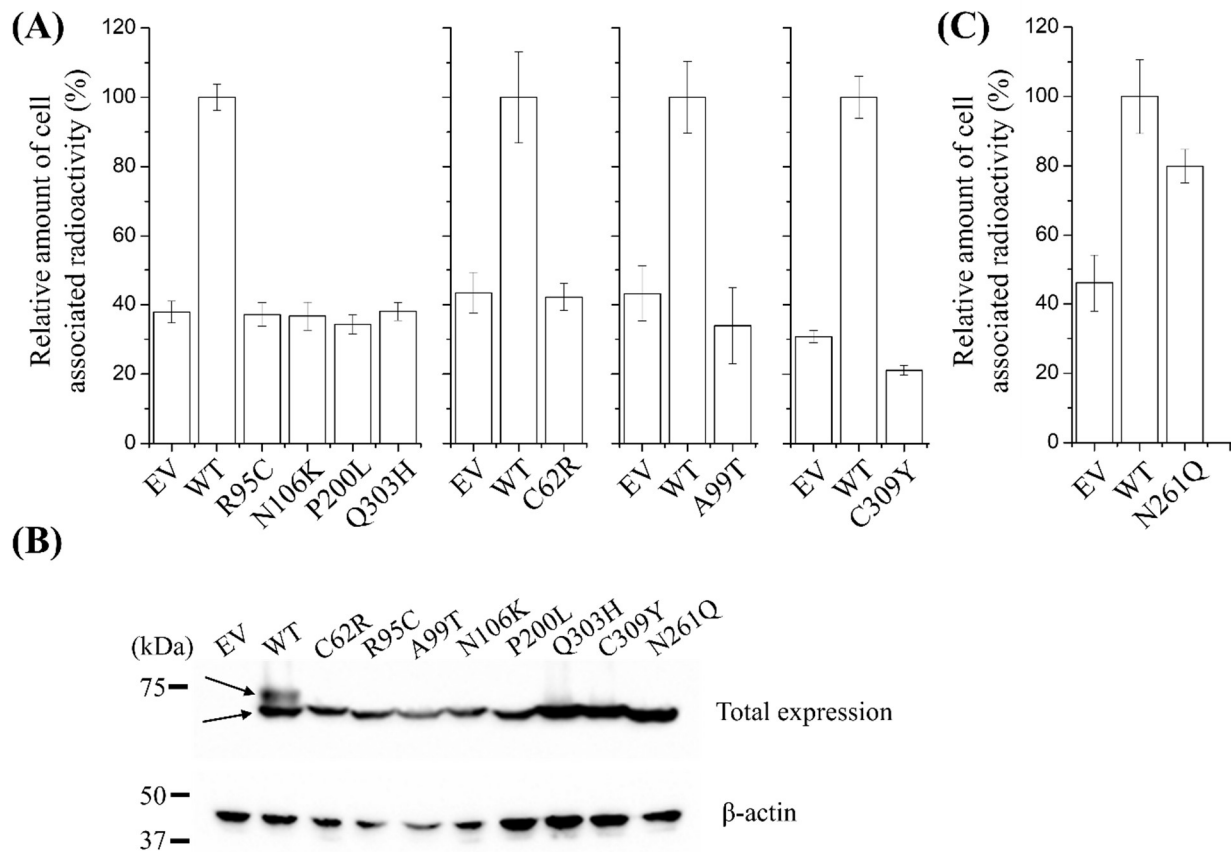 (A)
Relative amount of cell
associated radioactivity (%)
120
100
80
60
40
20
0
EV
WT
R95C
N106K
P200L
Q303H
EV
WT
C62R
EV
WT
A99T
EV
WT
C309Y
(C)
Relative amount of cell
associated radioactivity (%)
120
100
80
60
40
20
0
EV
WT
N261Q
(B)
(kDa)
EV
WT
C62R
R95C
A99T
N106K
P200L
Q303H
C309Y
N261Q
75
Total expression
50
37
β-actin